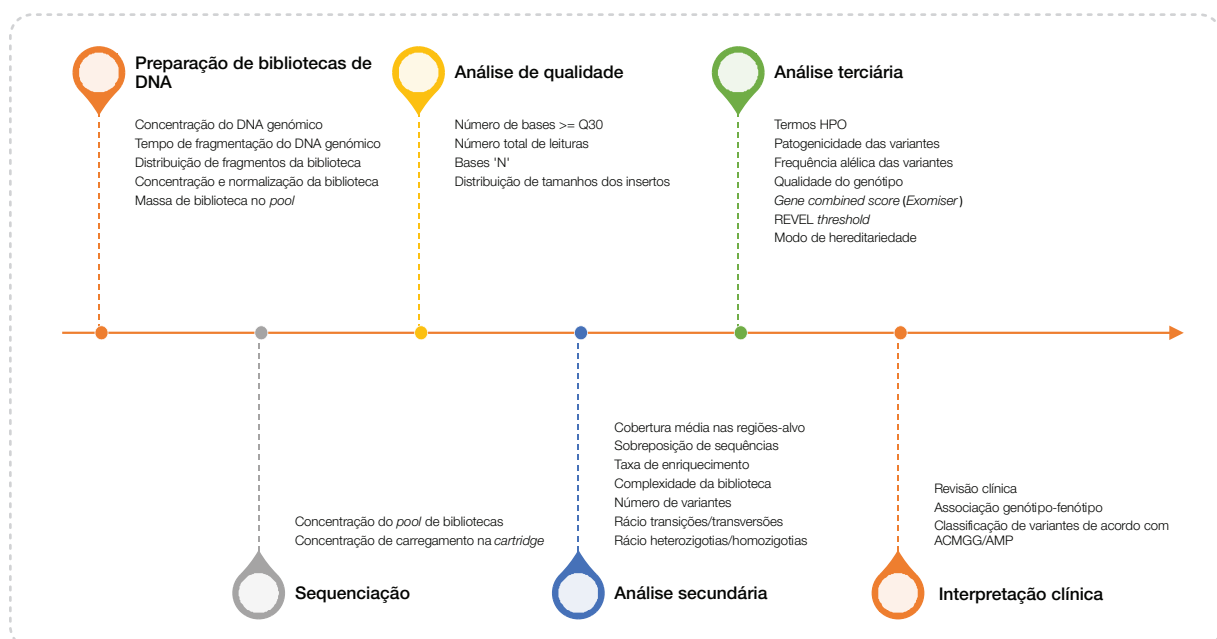 Preparação de bibliotecas de
DNA
Concentração do DNA genómico
Tempo de fragmentação do DNA genómico
Distribuição de fragmentos da biblioteca
Concentração e normalização da biblioteca
Massa de biblioteca no pool
Análise de qualidade
Número de bases >= Q30
Número total de leituras
Bases 'N'
Distribuição de tamanhos dos insertos
Análise terciária
Termos HPO
Patogenicidade das variantes
Frequência alélica das variantes
Qualidade do genótipo
Gene combined score (Exomiser)
REVEL threshold
Modo de hereditariedade
Concentração do pool de bibliotecas
Concentração de carregamento na cartridge
Sequenciação
Cobertura média nas regiões-alvo
Sobreposição de sequências
Taxa de enriquecimento
Complexidade da biblioteca
Número de variantes
Rácio transições/transversões
Rácio heterozigotias/homozigotias
Análise secundária
Revisão clínica
Associação genótipo-fenótipo
Classificação de variantes de acordo com
ACMGG/AMP
Interpretação clínica